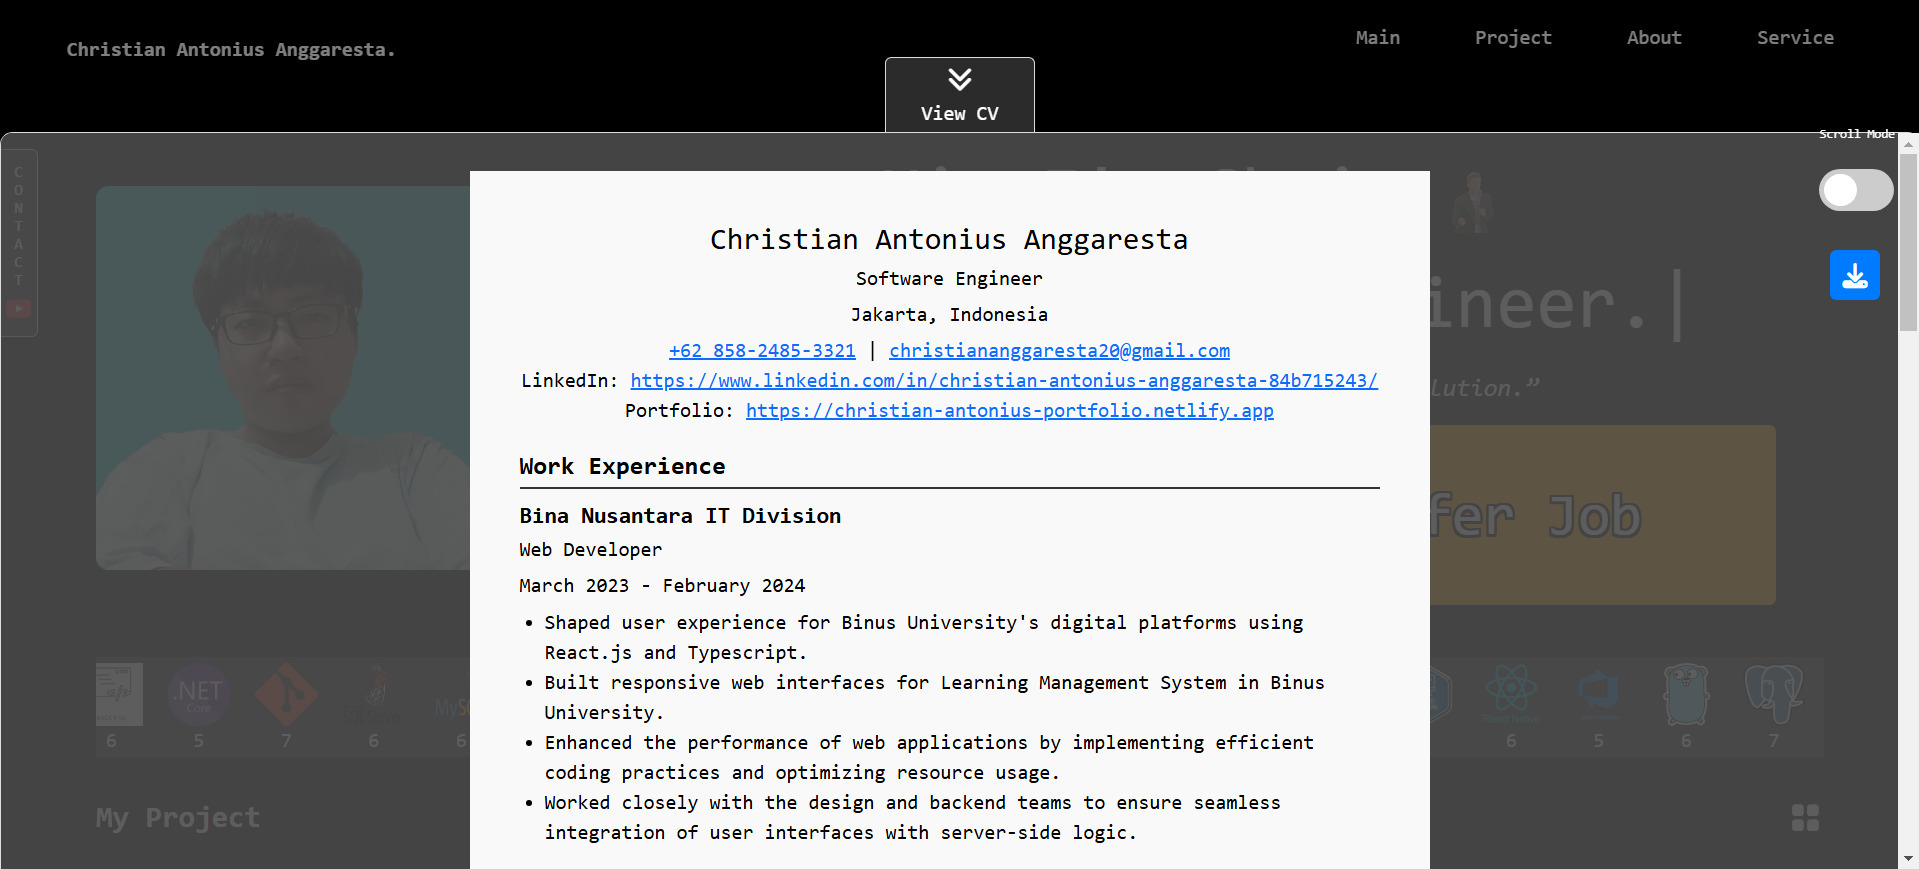 Christian Antonius Anggaresta.
Main Project About Service
View CV
Scroll Mode
CONTACT
Christian Antonius Anggaresta
Software Engineer
Jakarta, Indonesia
+62 858-2485-3321 | christiananggaresta20@gmail.com
LinkedIn: https://www.linkedin.com/in/christian-antonius-anggaresta-84b715243/
Portfolio: https://christian-antonius-portfolio.netlify.app
ineer.|
lution.”
fer Job
Work Experience
Bina Nusantara IT Division
Web Developer
March 2023 - February 2024
• Shaped user experience for Binus University's digital platforms using
React.js and Typescript.
• Built responsive web interfaces for Learning Management System in Binus
University.
• Enhanced the performance of web applications by implementing efficient
coding practices and optimizing resource usage.
• Worked closely with the design and backend teams to ensure seamless
integration of user interfaces with server-side logic.
.NET
Core
SQL Server
MyS
React Native
6 5 7 6 6 6 5 6 7
My Project